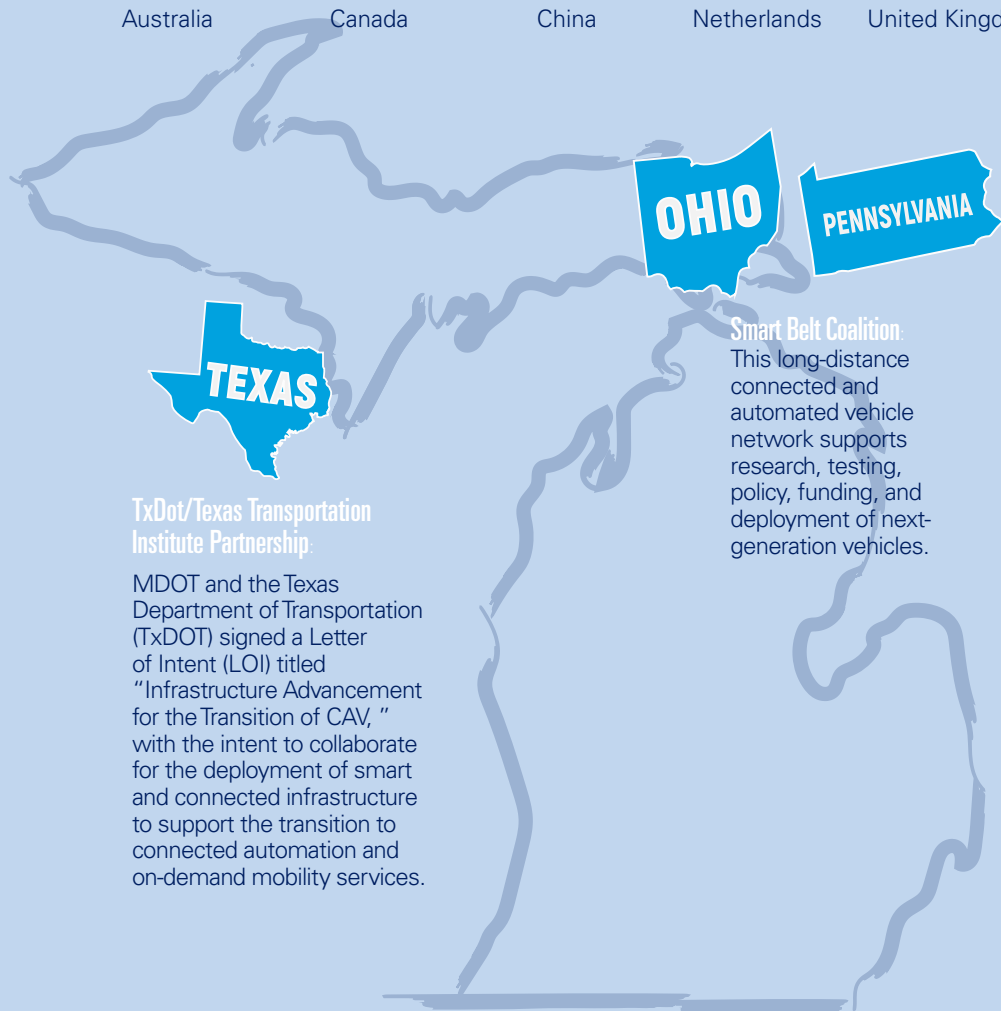 Australia Canada China Netherlands United Kingd
OHIO
PENNSYLVANIA
TEXAS
Smart Belt Coalition:
This long-distance
connected and
automated vehicle
network supports
research, testing,
policy, funding, and
deployment of next-
generation vehicles.
TxDot/Texas Transportation
Institute Partnership:
MDOT and the Texas
Department of Transportation
(TxDOT) signed a Letter
of Intent (LOI) titled
“Infrastructure Advancement
for the Transition of CAV, ”
with the intent to collaborate
for the deployment of smart
and connected infrastructure
to support the transition to
connected automation and
on-demand mobility services.